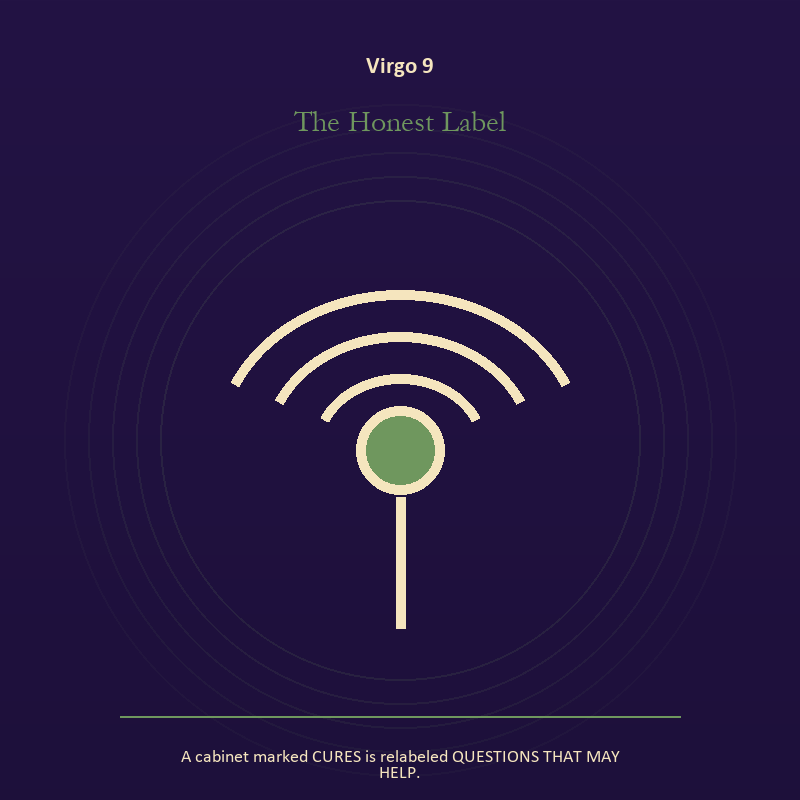 Virgo 9
The Honest Label
A cabinet marked CURES is relabeled QUESTIONS THAT MAY
HELP.